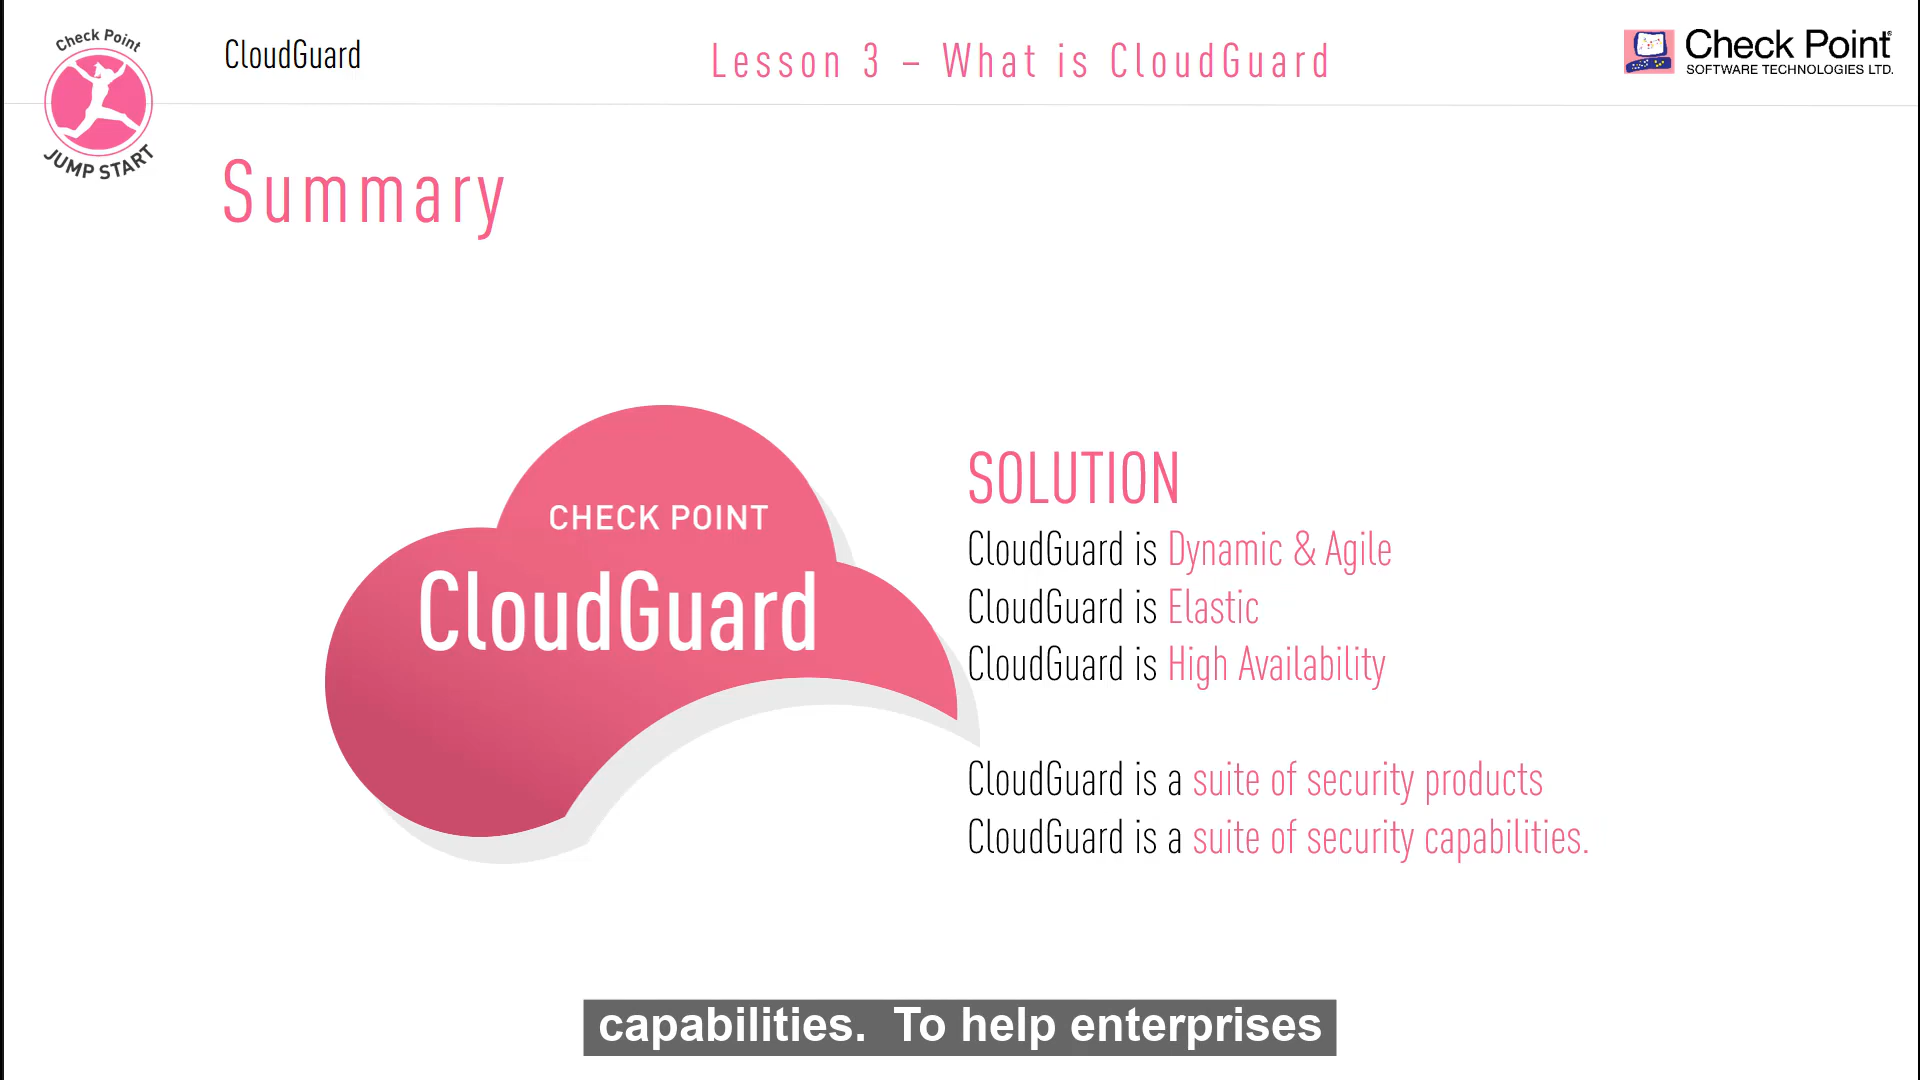 Check Point
JUMP START
CloudGuard
Lesson 3 – What is CloudGuard
Check Point®
SOFTWARE TECHNOLOGIES LTD.
Summary
CHECK POINT
CloudGuard
SOLUTION
CloudGuard is Dynamic & Agile
CloudGuard is Elastic
CloudGuard is High Availability
CloudGuard is a suite of security products
CloudGuard is a suite of security capabilities.
capabilities.  To help enterprises